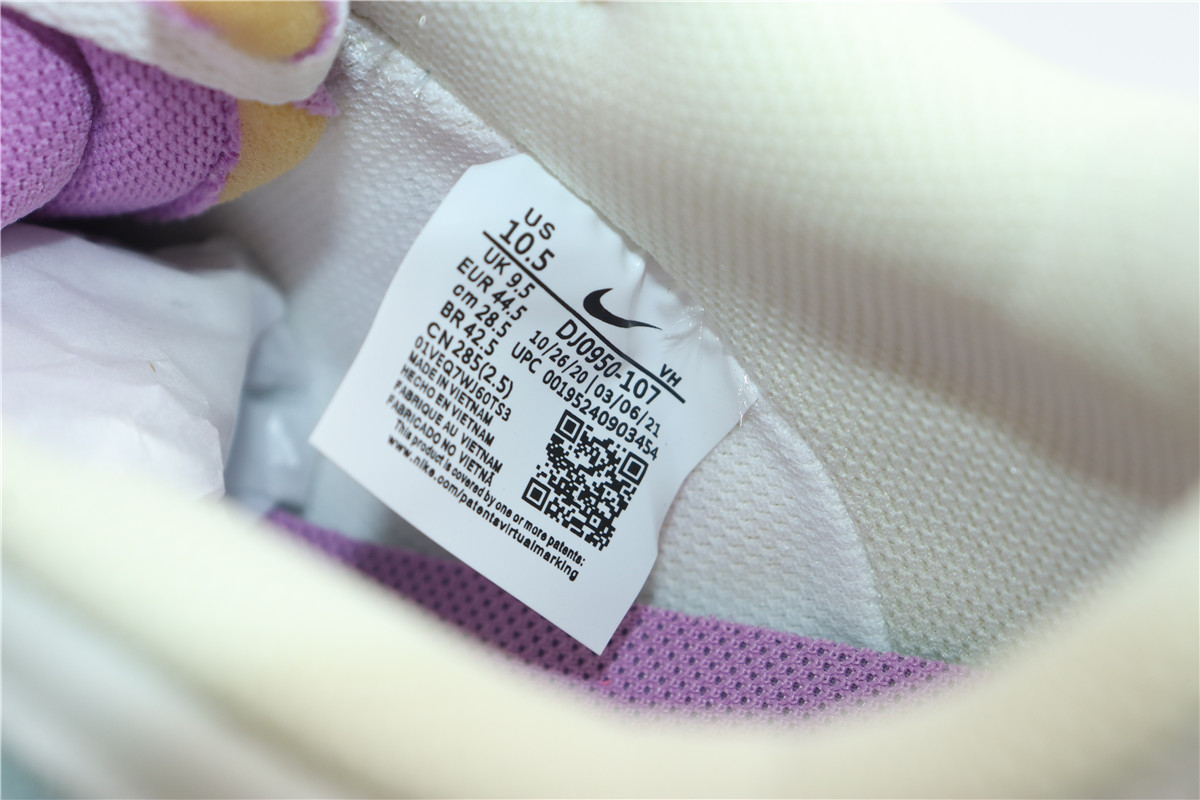 US
10.5
UK 9.5
EUR 44.5
cm 28.5
BR 42.5
CN 285(2.5)
01VEQ7WJ60TS3
MADE IN VIETNAM
HECHO EN VIETNAM
FABRIQUE AU VIETNAM
FABRICADO NO VIETNÃ
This product is covered by one or more patents:
www.nike.com/patentsvirtualmarking
VH
DJ0950-107
10/26/20 | 03/06/21
UPC 00195240903454